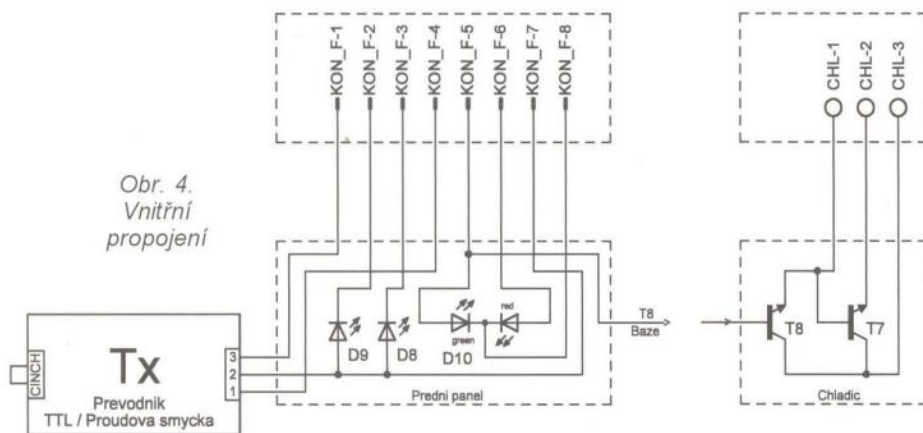 KON_F-1
KON_F-2
KON_F-3
KON_F-4
KON_F-5
KON_F-6
KON_F-7
KON_F-8
CHL-1
CHL-2
CHL-3
Obr. 4.
Vnitřní
propojení
CINCH
Tx
Prevodnik
TTL / Proudova smycka
3
2
1
D9
D8
green
D10
red
Predni panel
T8
Baze
T8
T7
Chladic